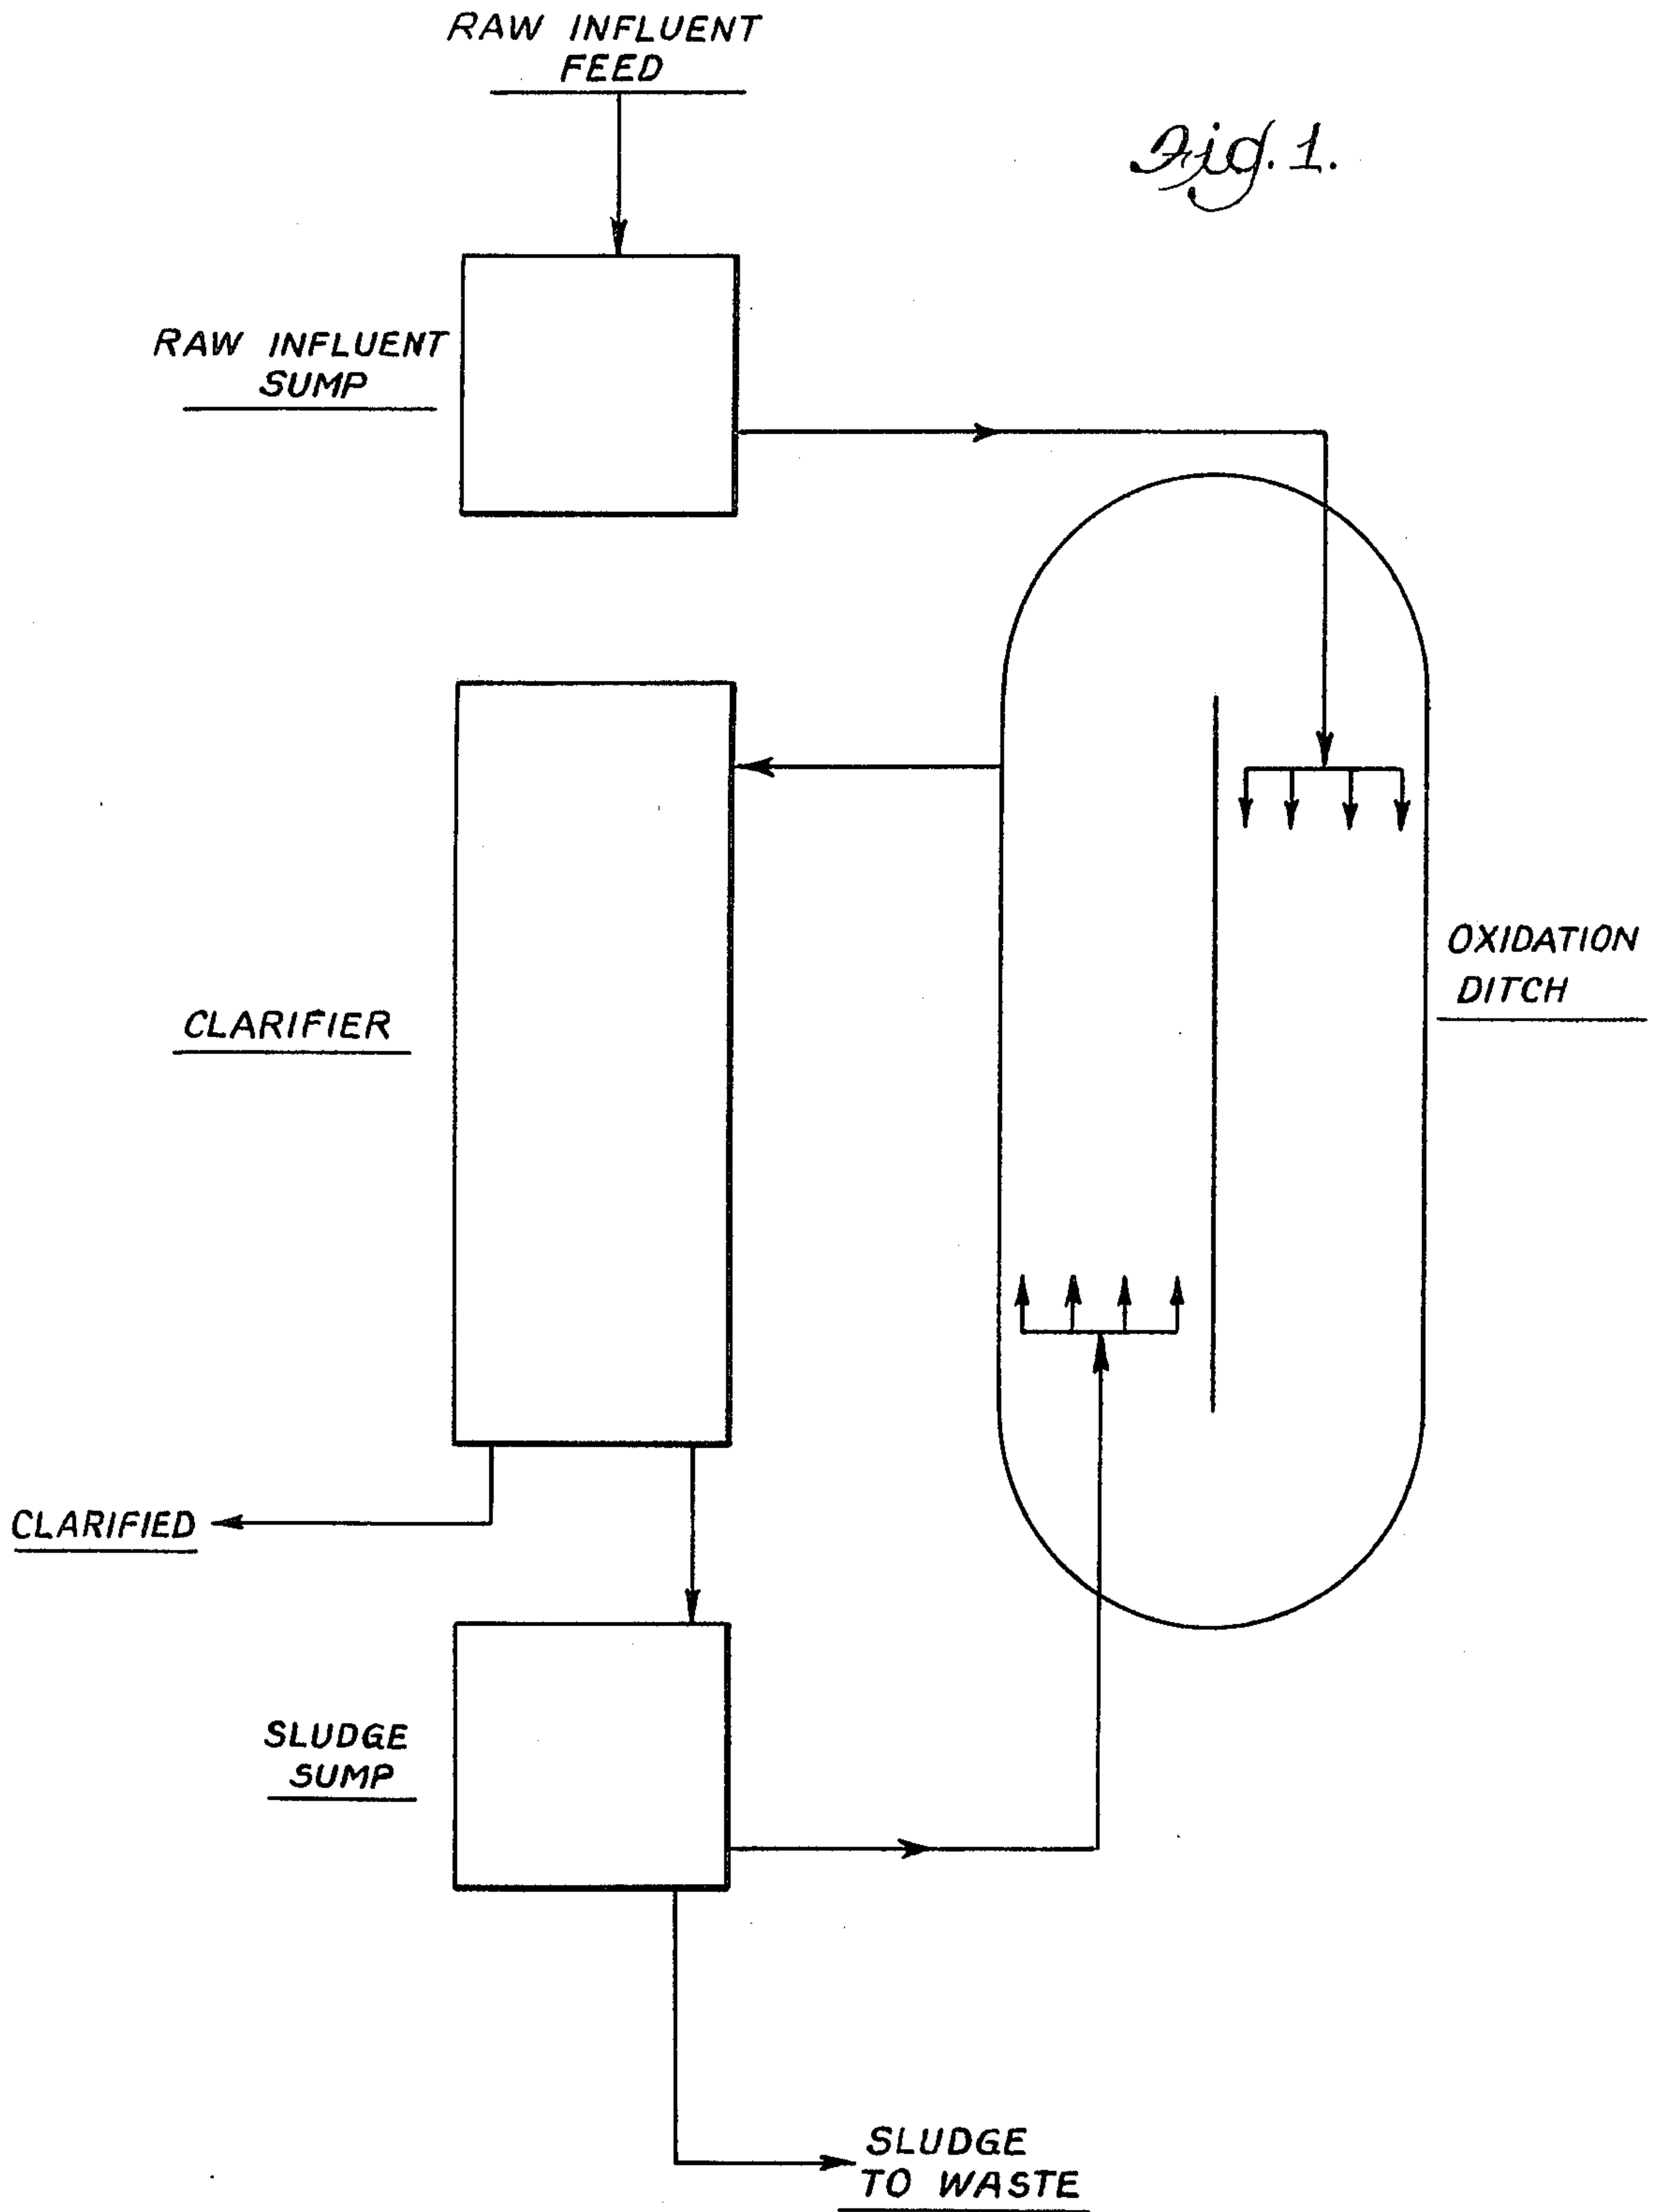 RAW INFLUENT
FEED
Fig. 1.
RAW INFLUENT
SUMP
OXIDATION
DITCH
CLARIFIER
CLARIFIED
SLUDGE
SUMP
SLUDGE
TO WASTE